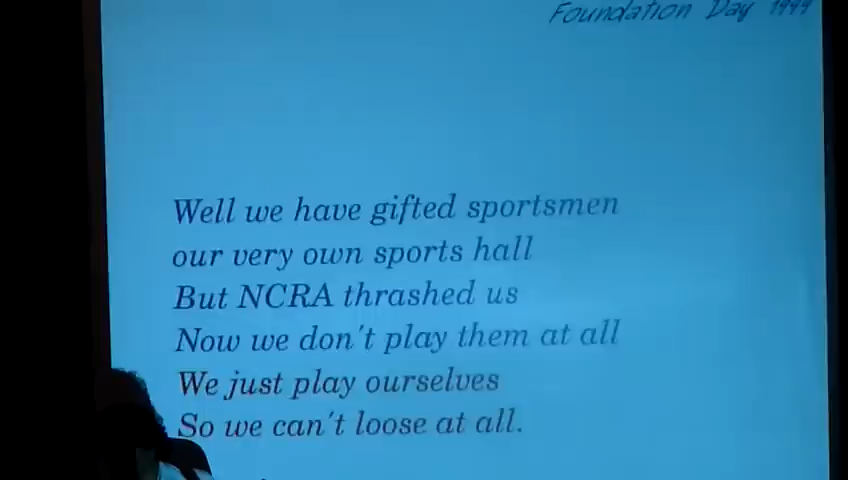 Foundation Day 1999
Well we have gifted sportsmen
our very own sports hall
But NCRA thrashed us
Now we don't play them at all
We just play ourselves
So we can't loose at all.